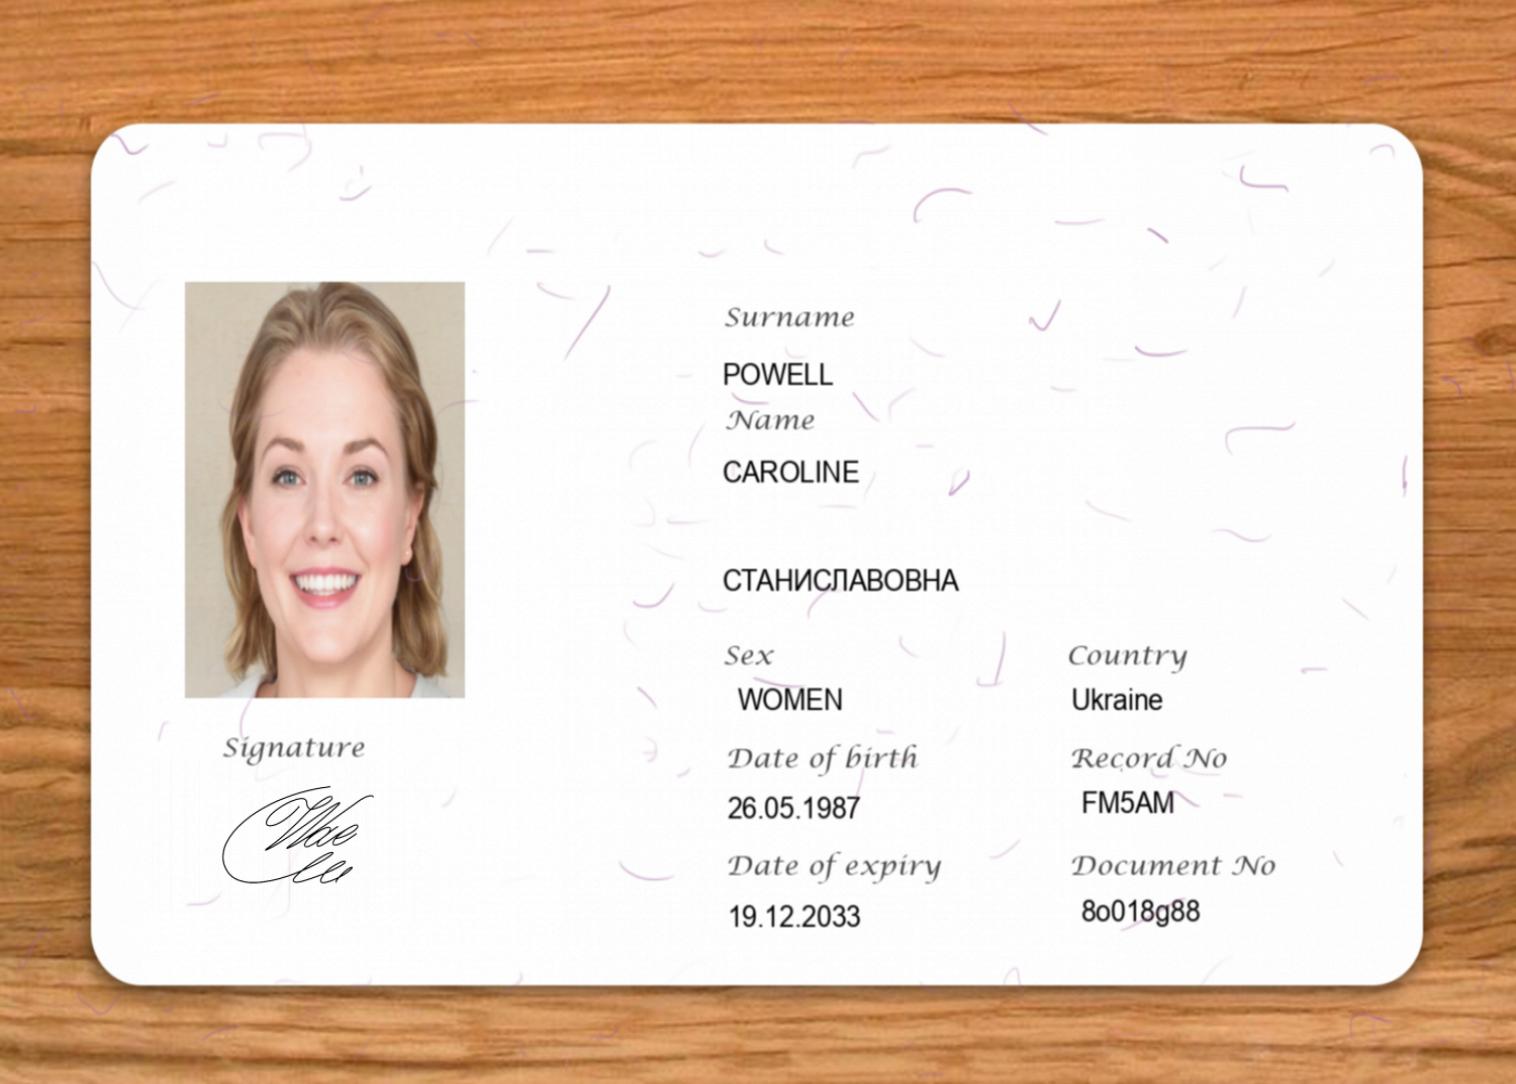 Surname
POWELL
Name
CAROLINE
СТАНИСЛАВОВНА
Sex
Country
WOMEN
Ukraine
Signature
Date of birth
Record No
26.05.1987
FM5AM
Date of expiry
Document No
19.12.2033
8o018g88